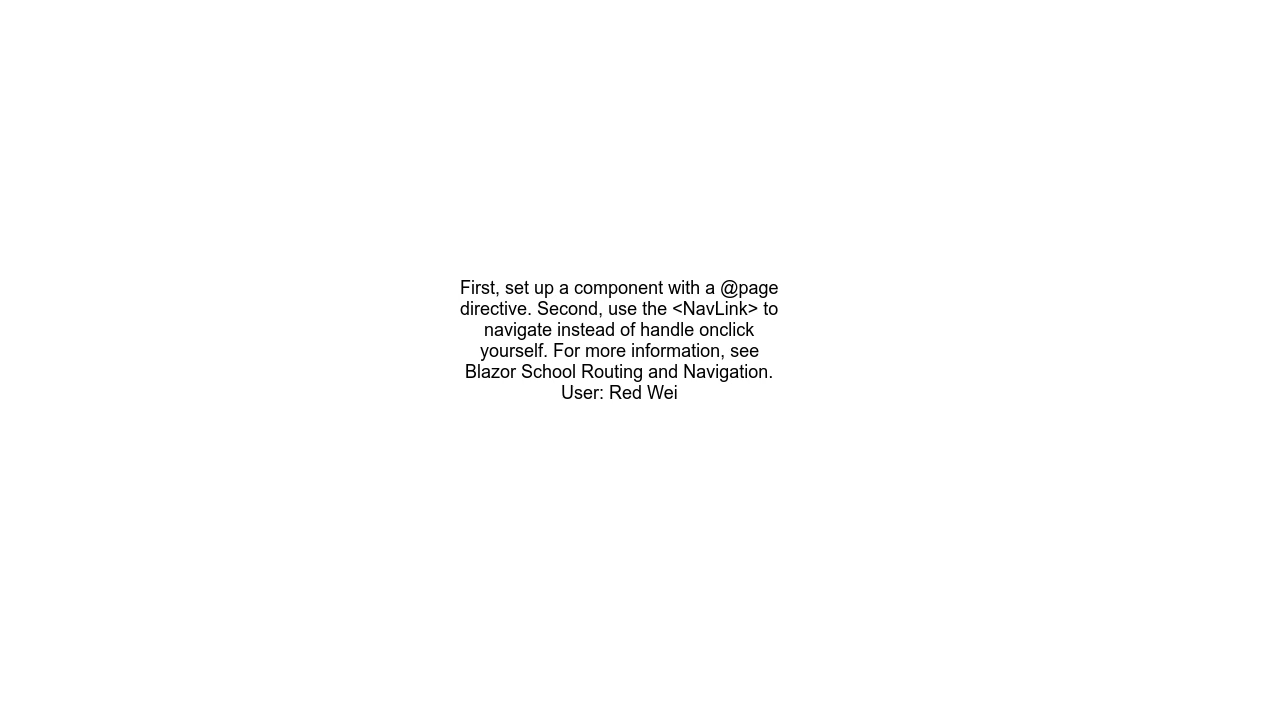 First, set up a component with a @page
directive. Second, use the <NavLink> to
navigate instead of handle onclick
yourself. For more information, see
Blazor School Routing and Navigation.
User: Red Wei